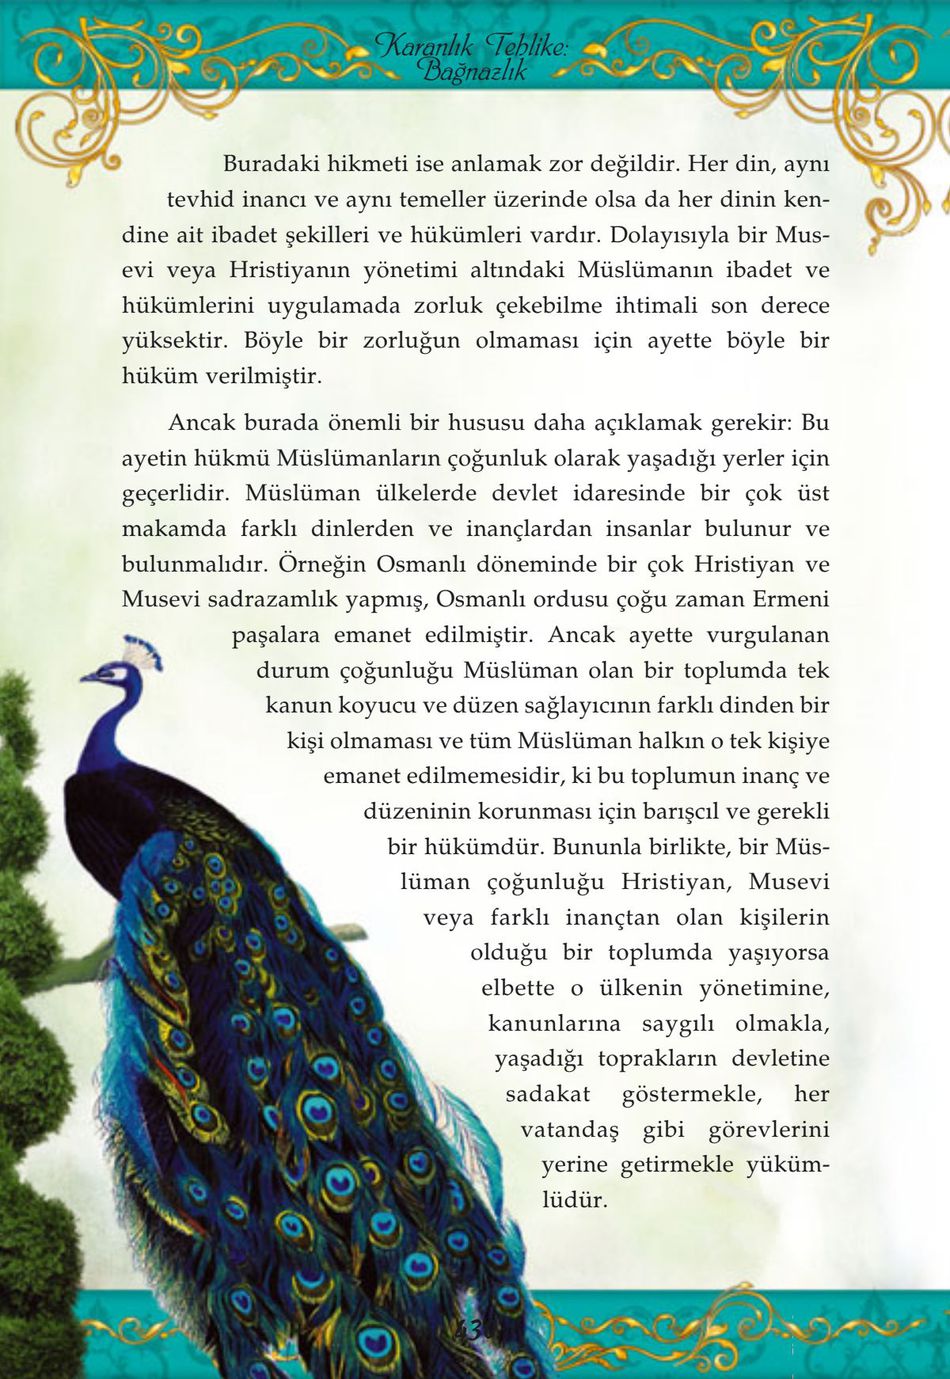 Karanlık Tehlike:
Bağnazlık
Buradaki hikmeti ise anlamak zor değildir. Her din, aynı
tevhid inancı ve aynı temeller üzerinde olsa da her dinin ken-
dine ait ibadet şekilleri ve hükümleri vardır. Dolayısıyla bir Mus-
evi veya Hristiyanın yönetimi altındaki Müslümanın ibadet ve
hükümlerini uygulamada zorluk çekebilme ihtimali son derece
yüksektir. Böyle bir zorluğun olmaması için ayette böyle bir
hüküm verilmiştir.
Ancak burada önemli bir hususu daha açıklamak gerekir: Bu
ayetin hükmü Müslümanların çoğunluk olarak yaşadığı yerler için
geçerlidir. Müslüman ülkelerde devlet idaresinde bir çok üst
makamda farklı dinlerden ve inançlardan insanlar bulunur ve
bulunmalıdır. Örneğin Osmanlı döneminde bir çok Hristiyan ve
Musevi sadrazamlık yapmış, Osmanlı ordusu çoğu zaman Ermeni
paşalara emanet edilmiştir. Ancak ayette vurgulanan
durum çoğunluğu Müslüman olan bir toplumda tek
kanun koyucu ve düzen sağlayıcının farklı dinden bir
kişi olmaması ve tüm Müslüman halkın o tek kişiye
emanet edilmemesidir, ki bu toplumun inanç ve
düzeninin korunması için barışcıl ve gerekli
bir hükümdür. Bununla birlikte, bir Müs-
lüman çoğunluğu Hristiyan, Musevi
veya farklı inançtan olan kişilerin
olduğu bir toplumda yaşıyorsa
elbette o ülkenin yönetimine,
kanunlarına saygılı olmakla,
yaşadığı toprakların devletine
sadakat göstermekle, her
vatandaş gibi görevlerini
yerine getirmekle yüküm-
lüdür.